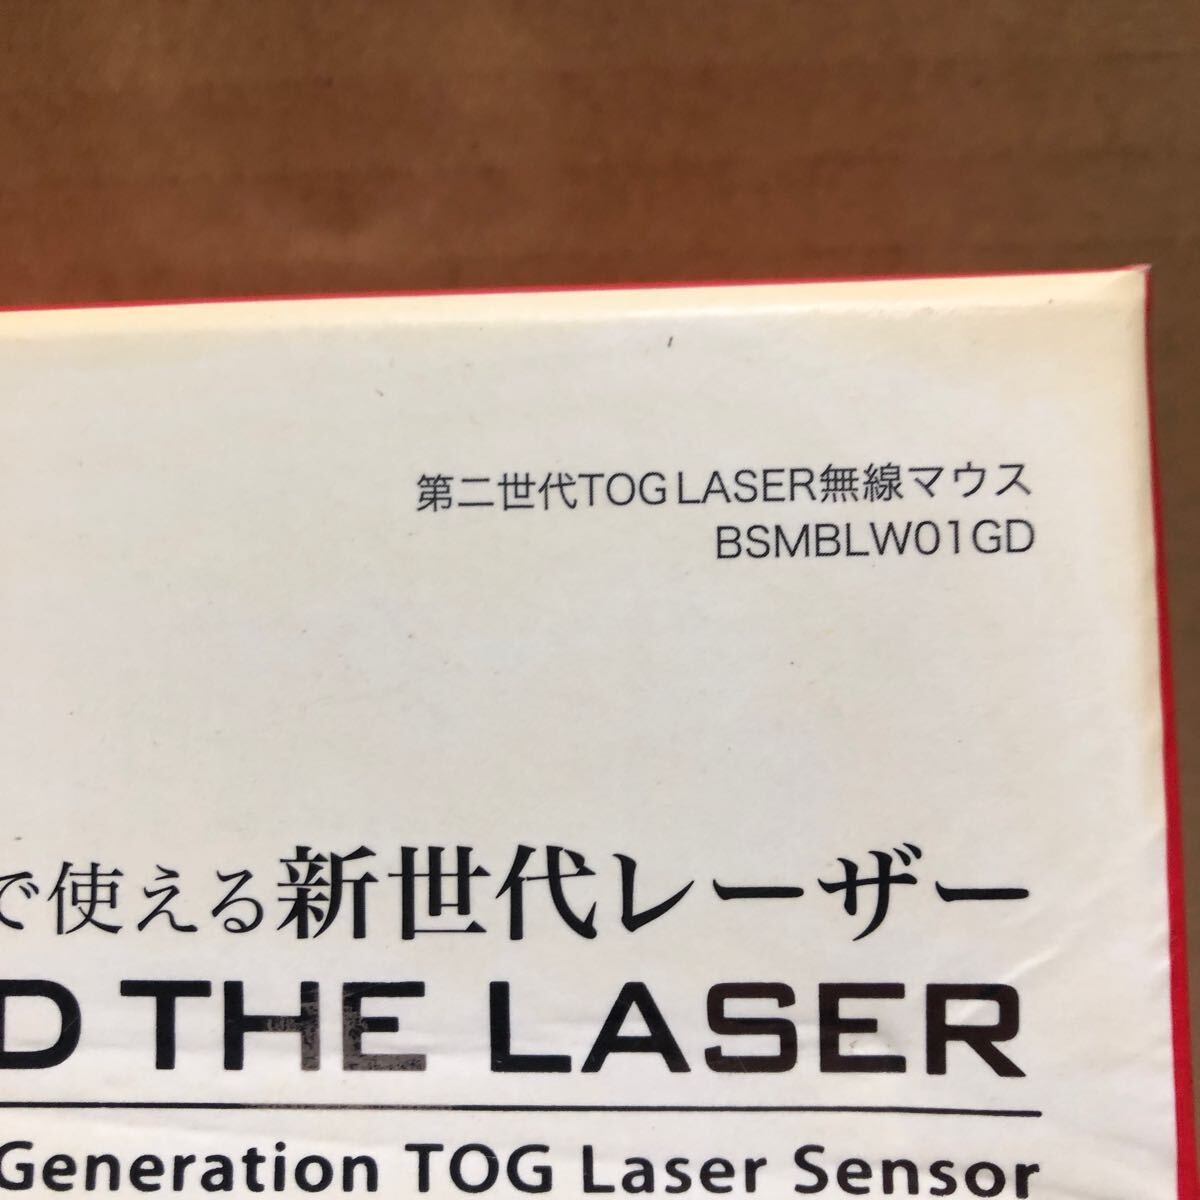 第二世代TOG LASER無線マウス
BSMBLW01GD
で使える新世代レーザー
D THE LASER
Generation TOG Laser Sensor